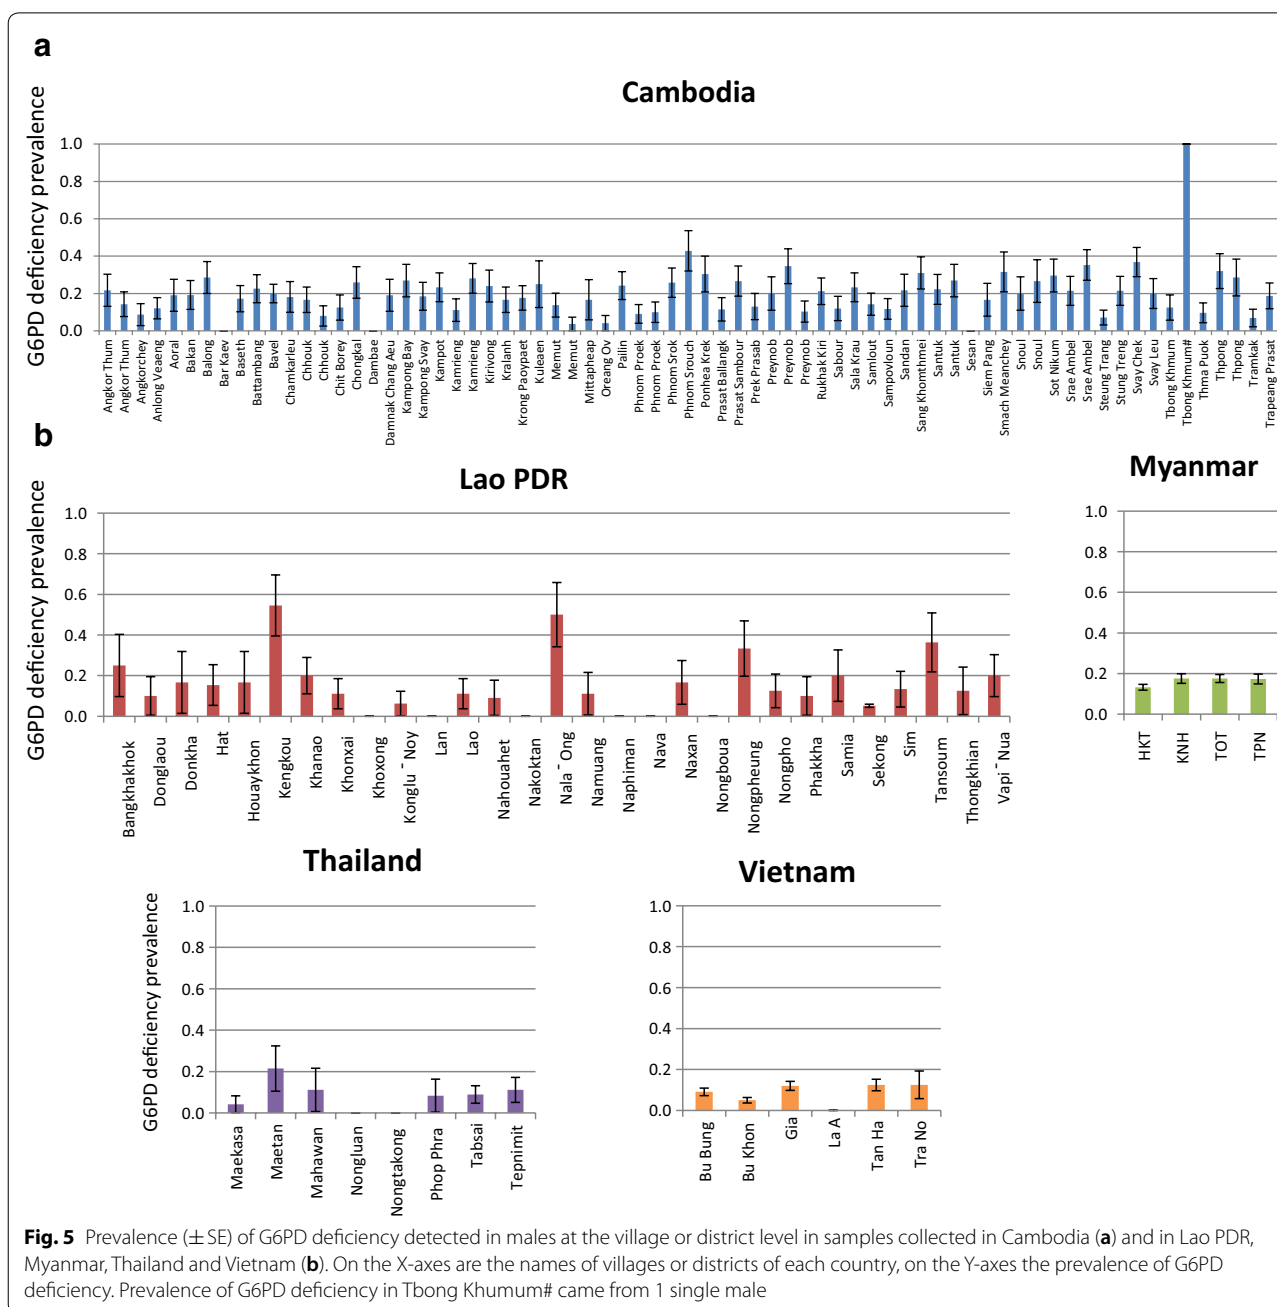 a
Cambodia
G6PD deficiency prevalence
1.0
0.8
0.6
0.4
0.2
0.0
Angkor Thum
Angkor Thum
Angkorchey
Anlong Veaeng
Aoral
Bakan
Balong
Bar Kaev
Baseth
Battambang
Bavel
Chamkarleu
Chhouk
Chhouk
Chit Borey
Chongkal
Dambae
Damnak Chang Aeu
Kampong Bay
Kampong Svay
Kampot
Kamrieng
Kamrieng
Kirivong
Kralanh
Krong Paoypaet
Kuleaen
Memut
Memut
Mittapheap
Oreang Ov
Pailin
Phnom Proek
Phnom Proek
Phnom Srok
Phnom Srouch
Ponhea Krek
Prasat Ballangk
Prasat Sambour
Prek Prasab
Preynob
Preynob
Preynob
Rukhak Kiri
Sabour
Sala Krau
Samlout
Sampovloun
Sandan
Sang Khomthmei
Santuk
Santuk
Sesan
Siem Pang
Smach Meanchey
Snoul
Snoul
Sot Nikum
Srae Ambel
Srae Ambel
Steung Trang
Stung Treng
Svay Chek
Svay Leu
Tbong Khmum
Tbong Khmum#
Thma Puok
Thpong
Thpong
Tramkak
Trapeang Prasat
b
Lao PDR
G6PD deficiency prevalence
1.0
0.8
0.6
0.4
0.2
0.0
Bangkhakhok
Donglaou
Donkha
Hat
Houaykhon
Kengkou
Khanao
Khonxai
Khoxong
Konglu¯Noy
Lan
Lao
Nahouahet
Nakoktan
Nala¯Ong
Namuang
Naphiman
Nava
Naxan
Nongboua
Nongpheung
Nongpho
Phakkha
Samia
Sekong
Sim
Tansoum
Thongkhian
Vapi¯Nua
Myanmar
1.0
0.8
0.6
0.4
0.2
0.0
HKT
KNH
TOT
TPN
Thailand
G6PD deficiency prevalence
1.0
0.8
0.6
0.4
0.2
0.0
Maekasa
Maetan
Mahawan
Nongluan
Nongtakong
Phop Phra
Tabsai
Tepnimit
Vietnam
1.0
0.8
0.6
0.4
0.2
0.0
Bu Bung
Bu Khon
Gia
La A
Tan Ha
Tra No
Fig. 5 Prevalence (±SE) of G6PD deficiency detected in males at the village or district level in samples collected in Cambodia (a) and in Lao PDR,
Myanmar, Thailand and Vietnam (b). On the X-axes are the names of villages or districts of each country, on the Y-axes the prevalence of G6PD
deficiency. Prevalence of G6PD deficiency in Tbong Khumum# came from 1 single male